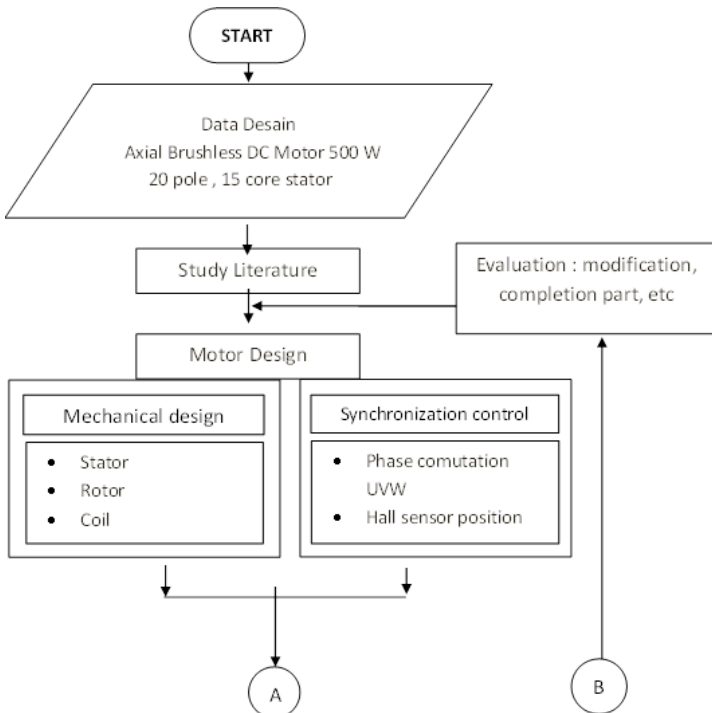 START
Data Desain
Axial Brushless DC Motor 500 W
20 pole , 15 core stator
Study Literature
Evaluation : modification,
completion part, etc
Motor Design
Mechanical design
• Stator
• Rotor
• Coil
Synchronization control
• Phase comutation
UVW
• Hall sensor position
A
B